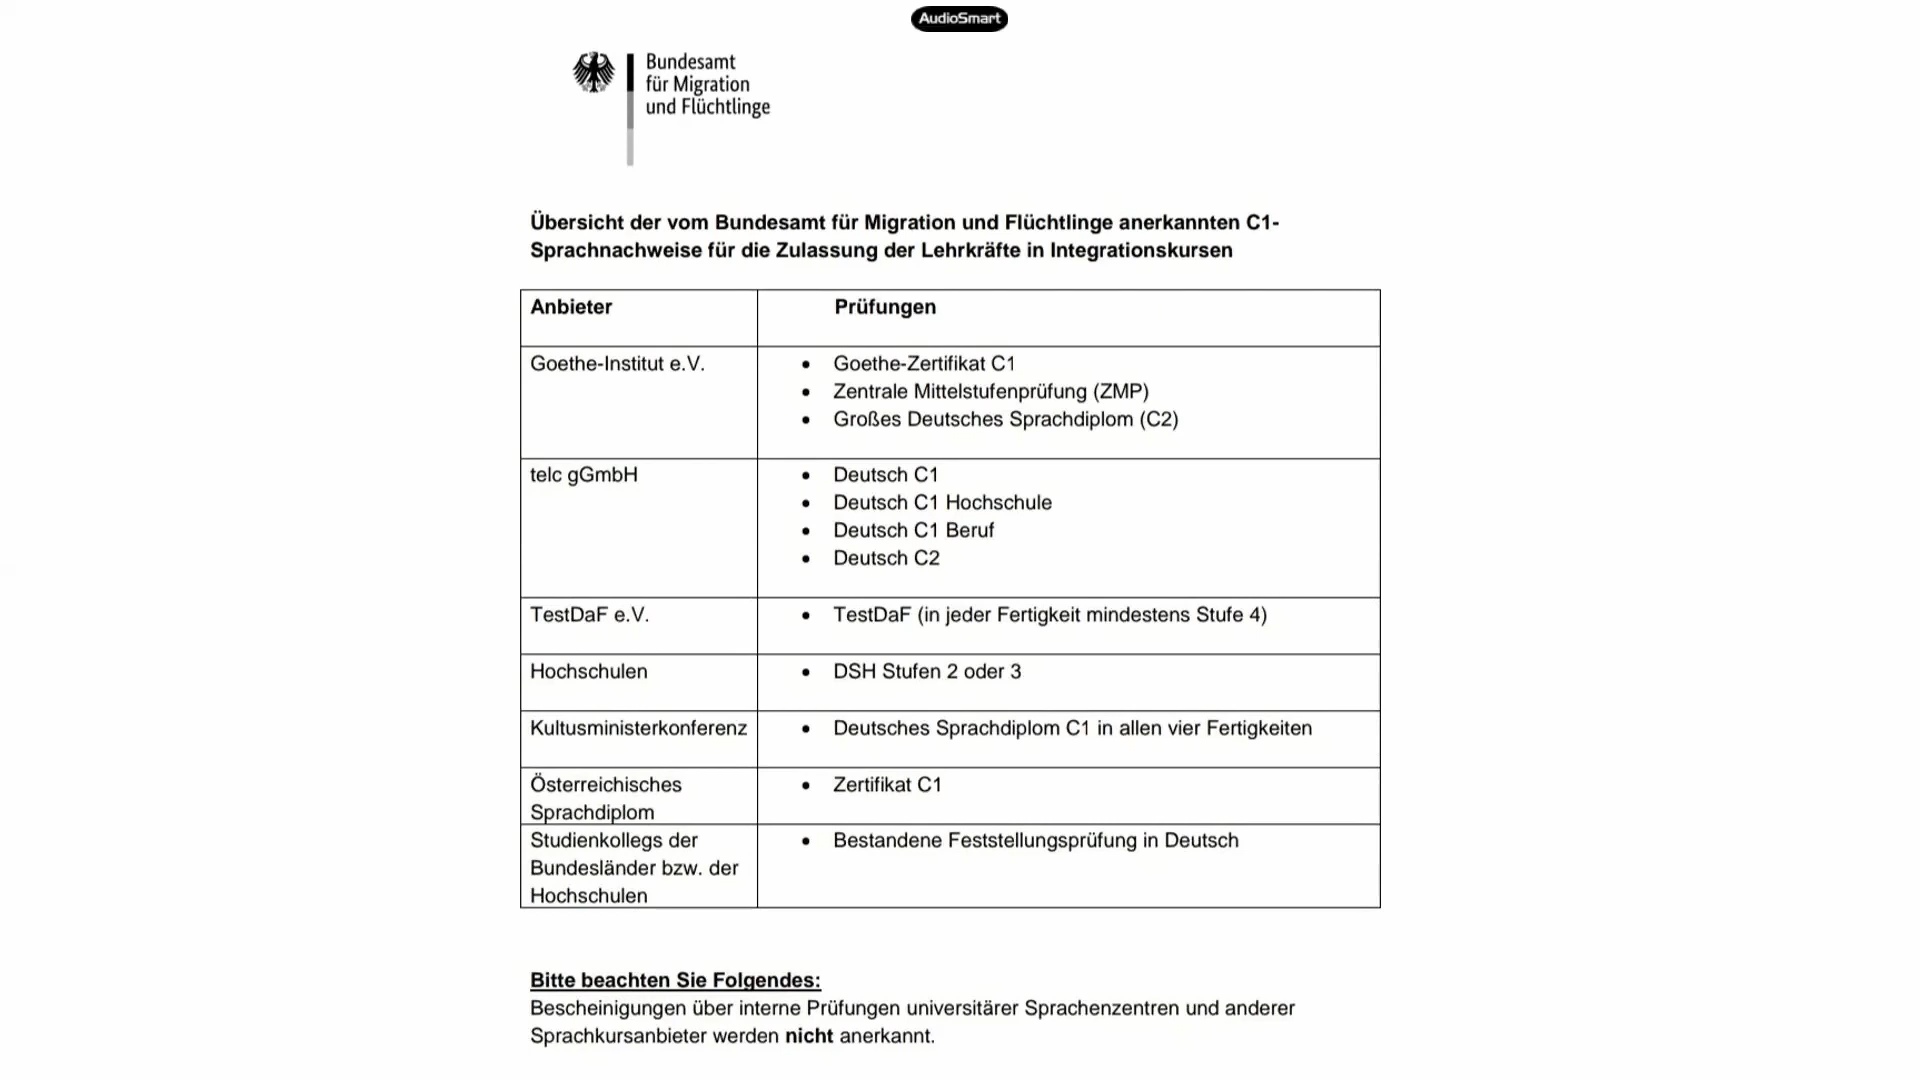 AudioSmart
Bundesamt
für Migration
und Flüchtlinge
Übersicht der vom Bundesamt für Migration und Flüchtlinge anerkannten C1-
Sprachnachweise für die Zulassung der Lehrkräfte in Integrationskursen
Anbieter Prüfungen
Goethe-Institut e.V. • Goethe-Zertifikat C1
• Zentrale Mittelstufenprüfung (ZMP)
• Großes Deutsches Sprachdiplom (C2)
telc gGmbH • Deutsch C1
• Deutsch C1 Hochschule
• Deutsch C1 Beruf
• Deutsch C2
TestDaF e.V. • TestDaF (in jeder Fertigkeit mindestens Stufe 4)
Hochschulen • DSH Stufen 2 oder 3
Kultusministerkonferenz • Deutsches Sprachdiplom C1 in allen vier Fertigkeiten
Österreichisches • Zertifikat C1
Sprachdiplom
Studienkollegs der • Bestandene Feststellungsprüfung in Deutsch
Bundesländer bzw. der
Hochschulen
Bitte beachten Sie Folgendes:
Bescheinigungen über interne Prüfungen universitärer Sprachenzentren und anderer
Sprachkursanbieter werden nicht anerkannt.